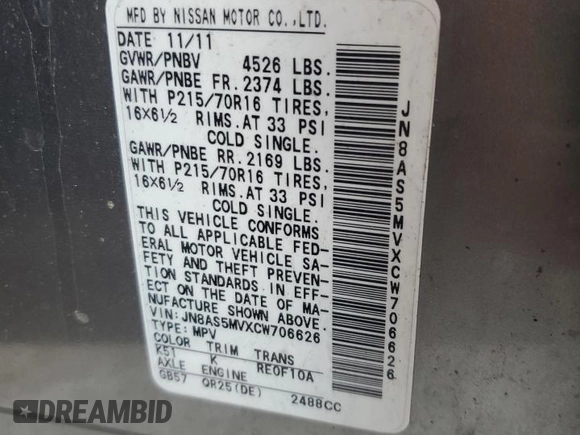 MFD BY NISSAN MOTOR CO.,LTD.
DATE 11/11
GVWR/PNBV 4526 LBS.
GAWR/PNBE FR. 2374 LBS.
WITH P215/70R16 TIRES,
16X6½ RIMS.AT 33 PSI
COLD SINGLE.
GAWR/PNBE RR. 2169 LBS.
WITH P215/70R16 TIRES,
16X6½ RIMS.AT 33 PSI
COLD SINGLE.
THIS VEHICLE CONFORMS
TO ALL APPLICABLE FED-
ERAL MOTOR VEHICLE SA-
FETY AND THEFT PREVEN-
TION STANDARDS IN EFF-
ECT ON THE DATE OF MA-
NUFACTURE SHOWN ABOVE.
VIN: JN8AS5MVXCW706626
TYPE: MPV
COLOR TRIM TRANS
K51 K REOF10A
AXLE ENGINE
GB57 QR25(DE) 2488CC
JN8AS5MVXCW706626
DREAMBID.com